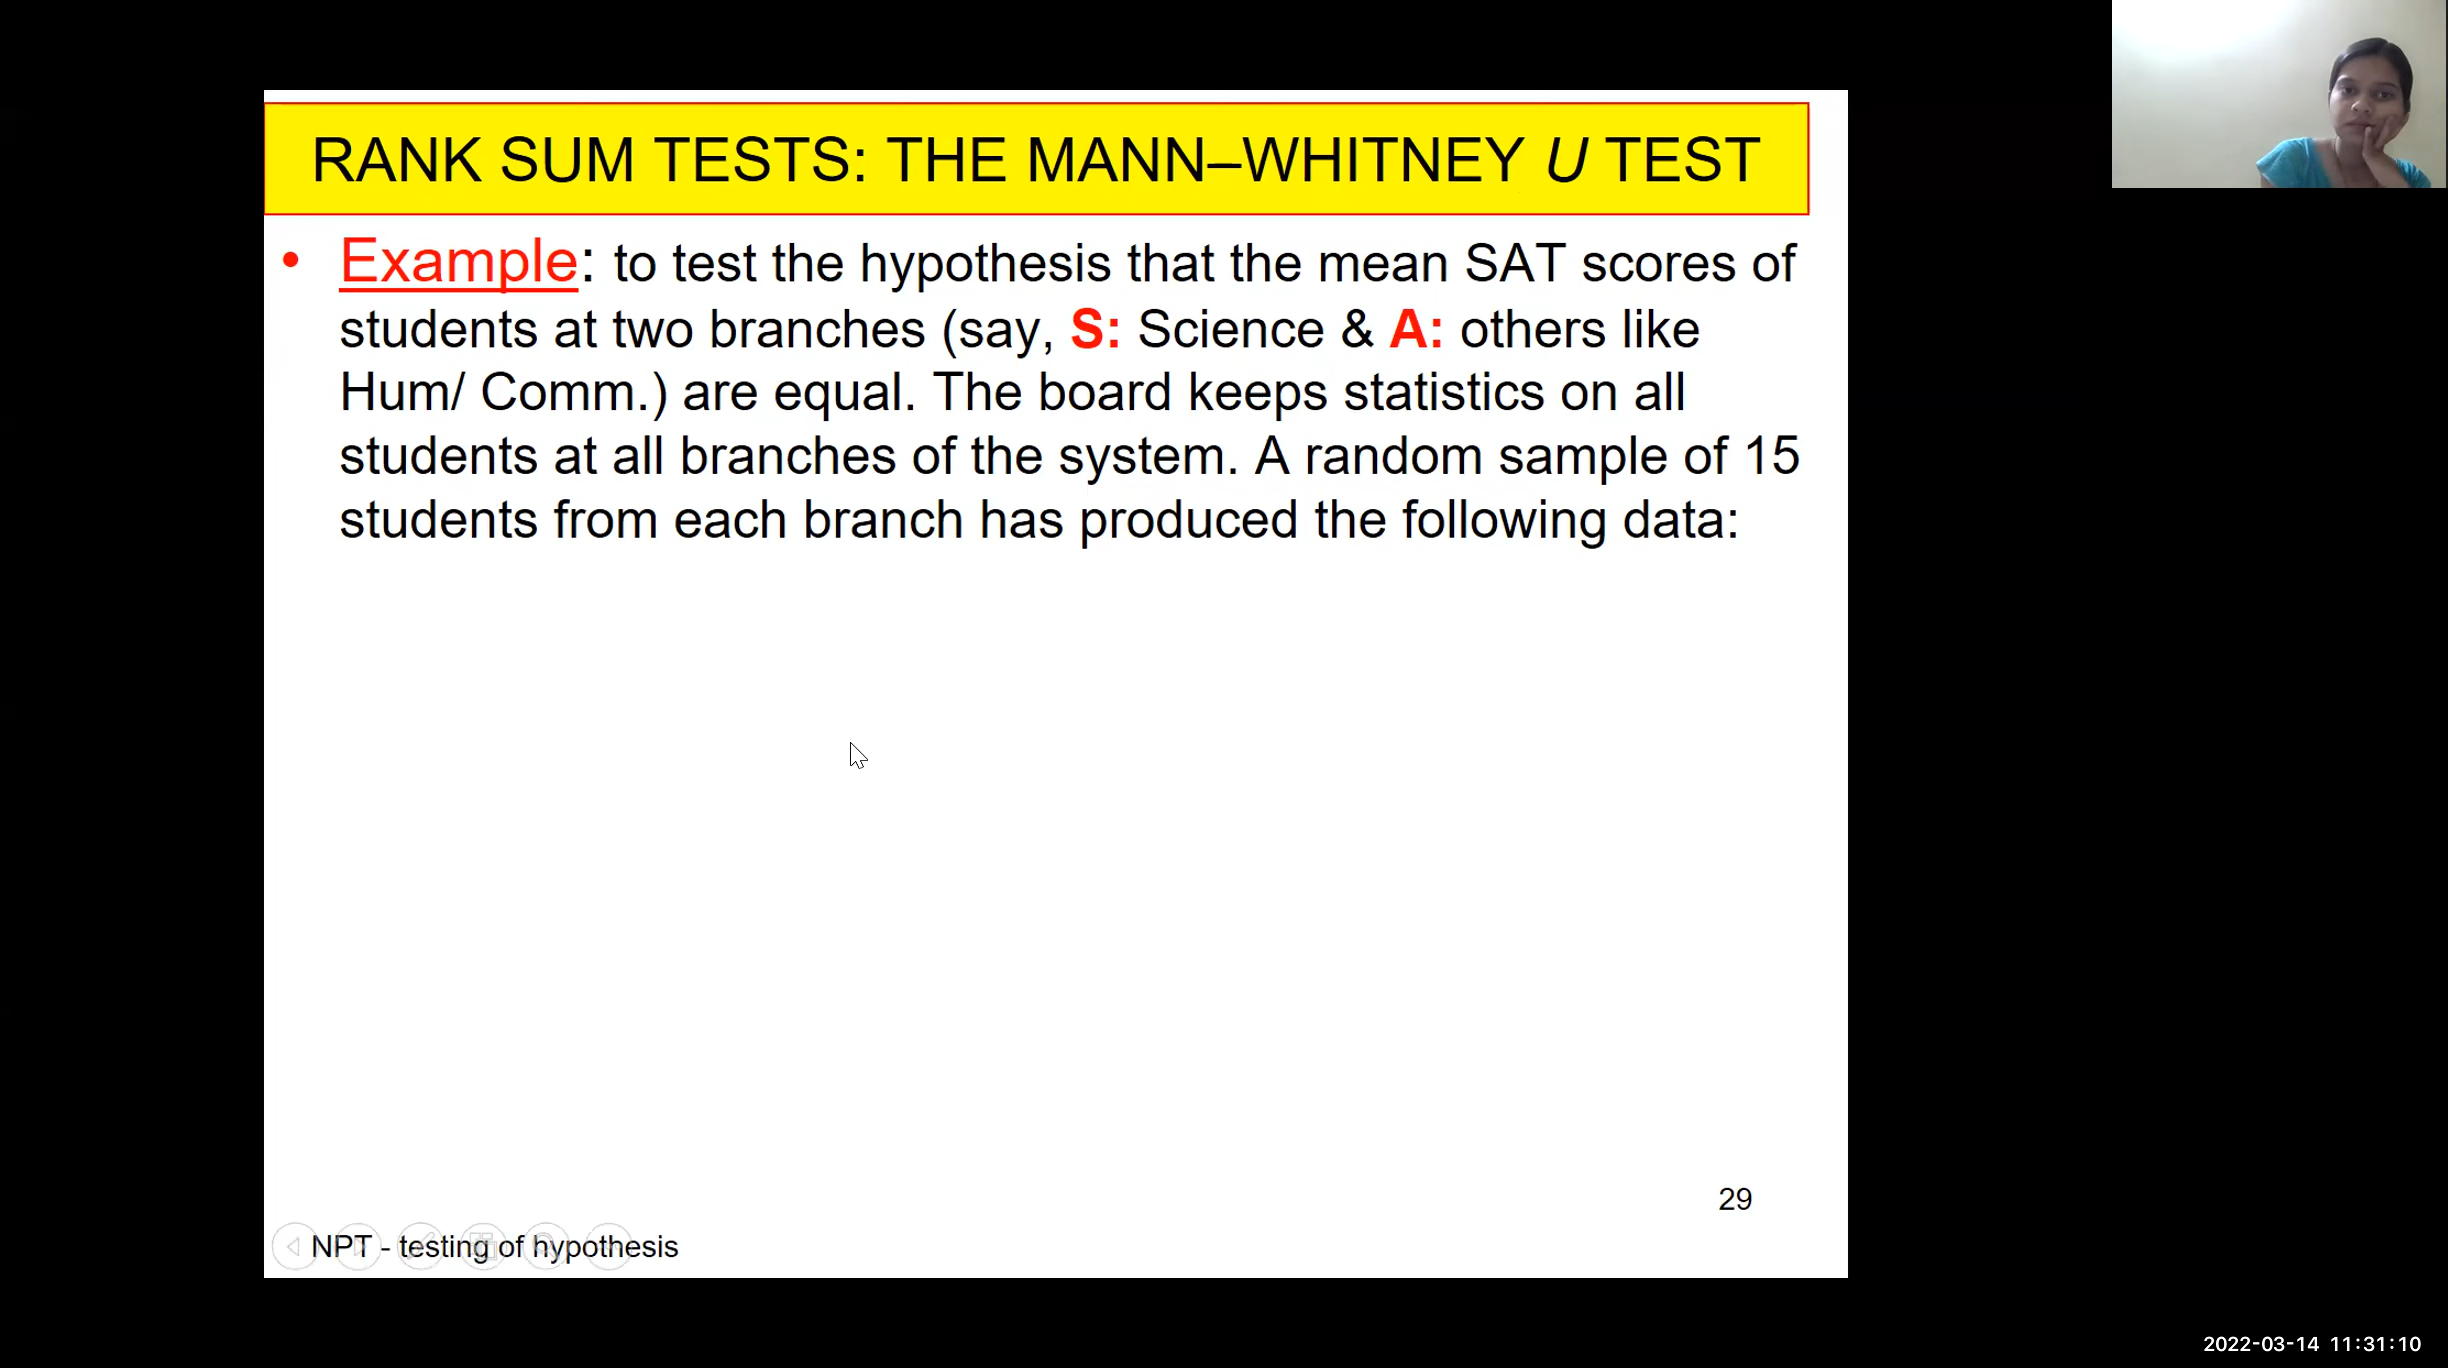 RANK SUM TESTS: THE MANN–WHITNEY U TEST
• Example: to test the hypothesis that the mean SAT scores of
students at two branches (say, S: Science & A: others like
Hum/ Comm.) are equal. The board keeps statistics on all
students at all branches of the system. A random sample of 15
students from each branch has produced the following data:
29
NPT - testing of hypothesis
2022-03-14 11:31:10